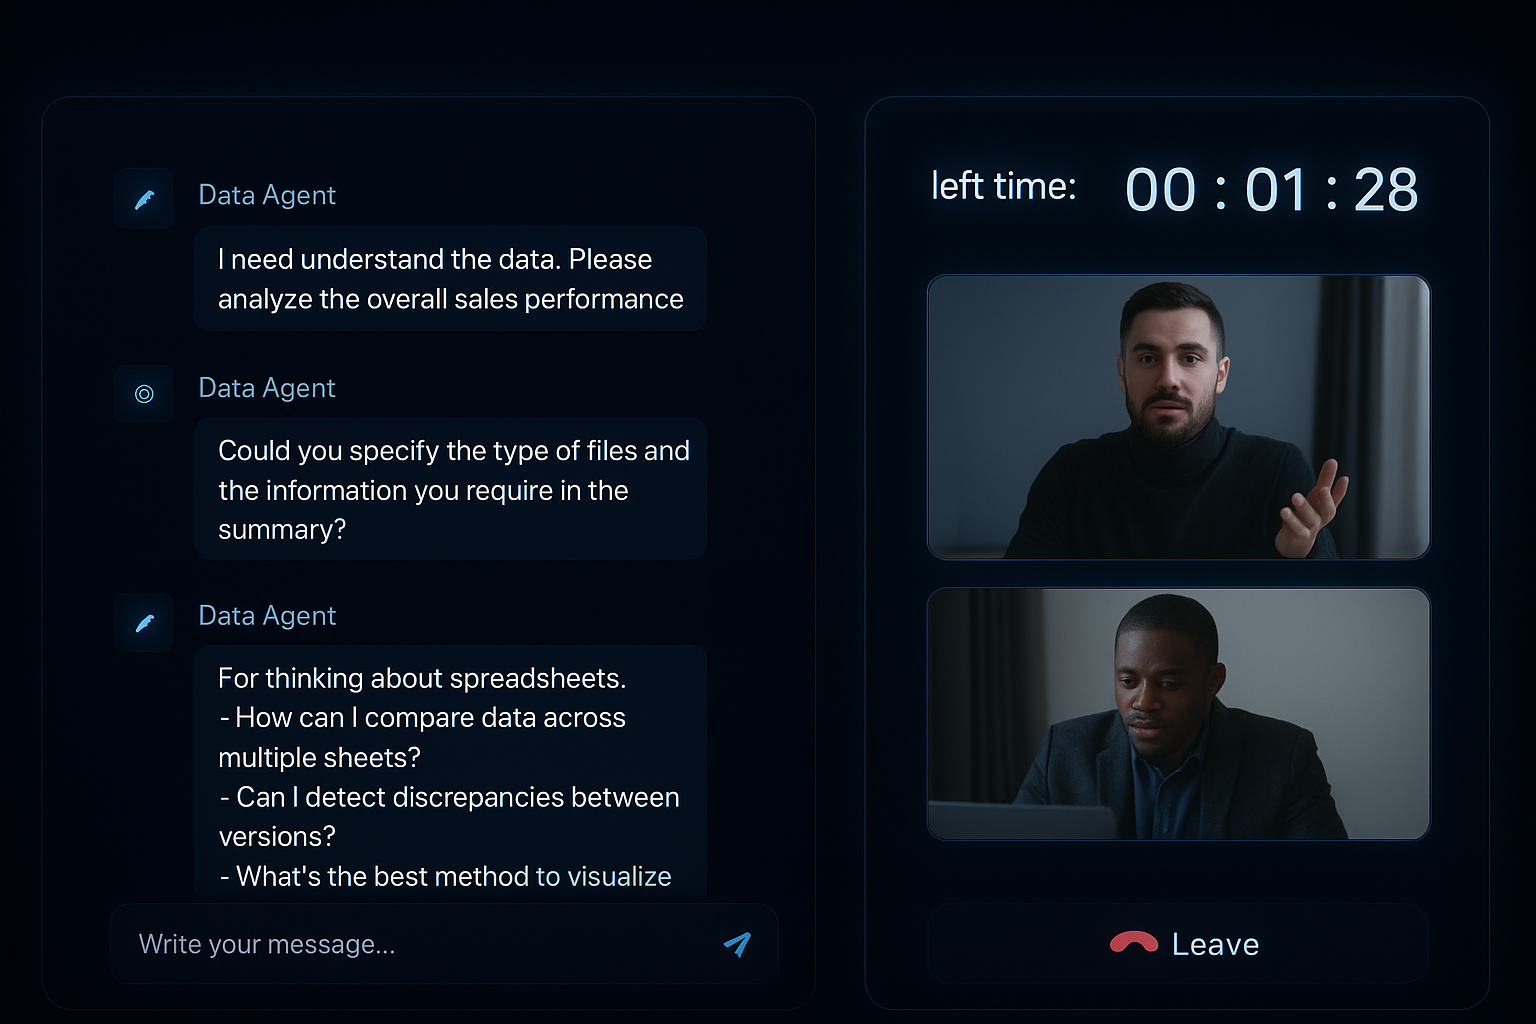 Data Agent
I need understand the data. Please
analyze the overall sales performance
Data Agent
Could you specify the type of files and
the information you require in the
summary?
Data Agent
For thinking about spreadsheets.
- How can I compare data across
multiple sheets?
- Can I detect discrepancies between
versions?
- What's the best method to visualize
Write your message...
left time: 00 : 01 : 28
Leave